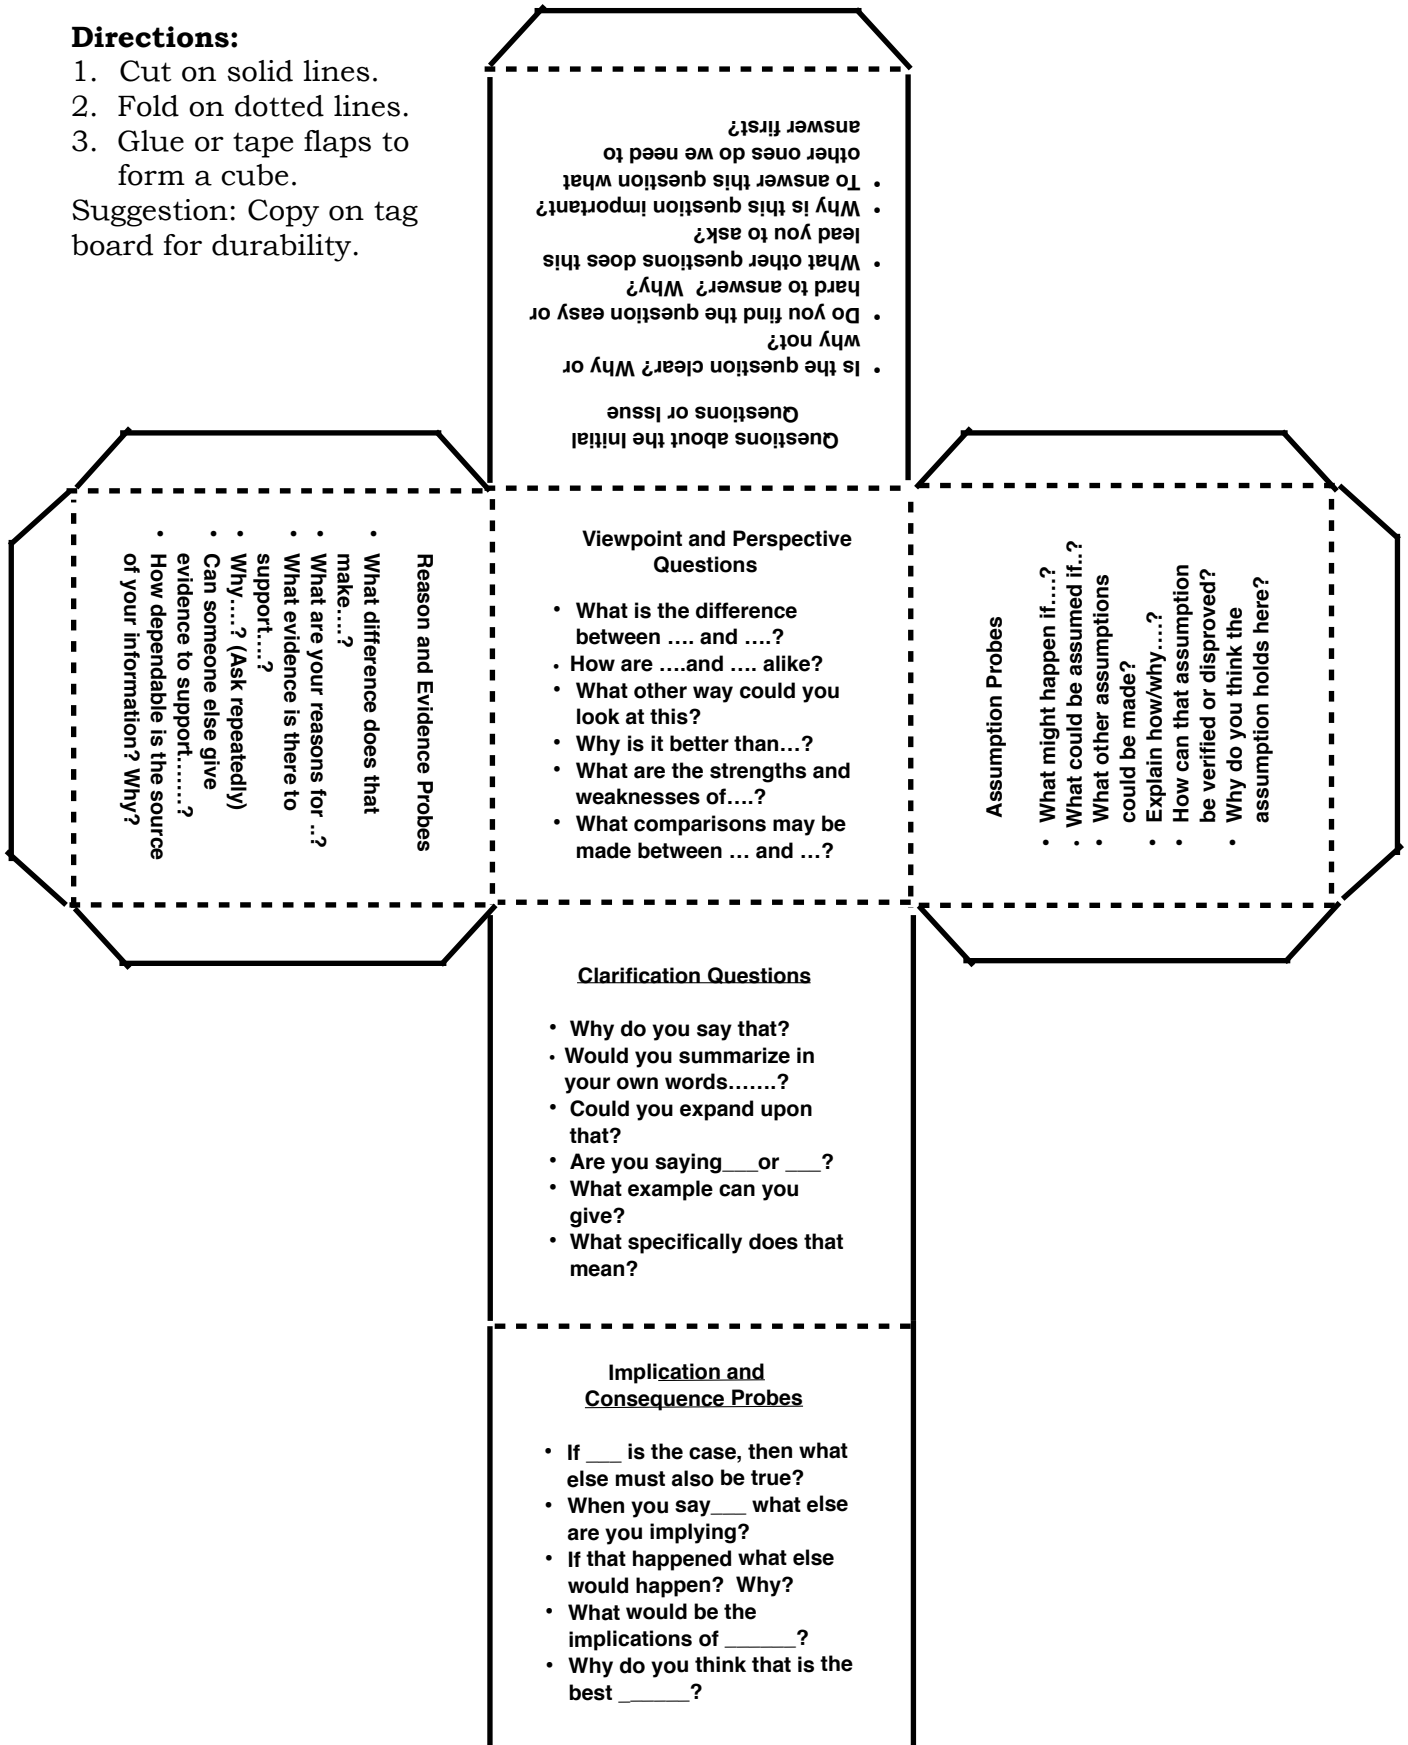 Directions:
1. Cut on solid lines.
2. Fold on dotted lines.
3. Glue or tape flaps to
form a cube.
Suggestion: Copy on tag
board for durability.
Questions about the Initial
Questions or Issue
• Is the question clear? Why or
why not?
• Do you find the question easy or
hard to answer? Why?
• What other questions does this
lead you to ask?
• Why is this question important?
• To answer this question what
other ones do we need to
answer first?
Reason and Evidence Probes
• What difference does that
make....?
• What are your reasons for ..?
• What evidence is there to
support....?
• Why....? (Ask repeatedly)
• Can someone else give
evidence to support.......?
• How dependable is the source
of your information? Why?
Viewpoint and Perspective
Questions
• What is the difference
between …. and ….?
• How are ….and …. alike?
• What other way could you
look at this?
• Why is it better than…?
• What are the strengths and
weaknesses of….?
• What comparisons may be
made between … and …?
Assumption Probes
• What might happen if....?
• What could be assumed if..?
• What other assumptions
could be made?
• Explain how/why....?
• How can that assumption
be verified or disproved?
• Why do you think the
assumption holds here?
Clarification Questions
• Why do you say that?
• Would you summarize in
your own words…….?
• Could you expand upon
that?
• Are you saying___or ___?
• What example can you
give?
• What specifically does that
mean?
Implication and
Consequence Probes
• If ___ is the case, then what
else must also be true?
• When you say___ what else
are you implying?
• If that happened what else
would happen? Why?
• What would be the
implications of ______?
• Why do you think that is the
best ______?